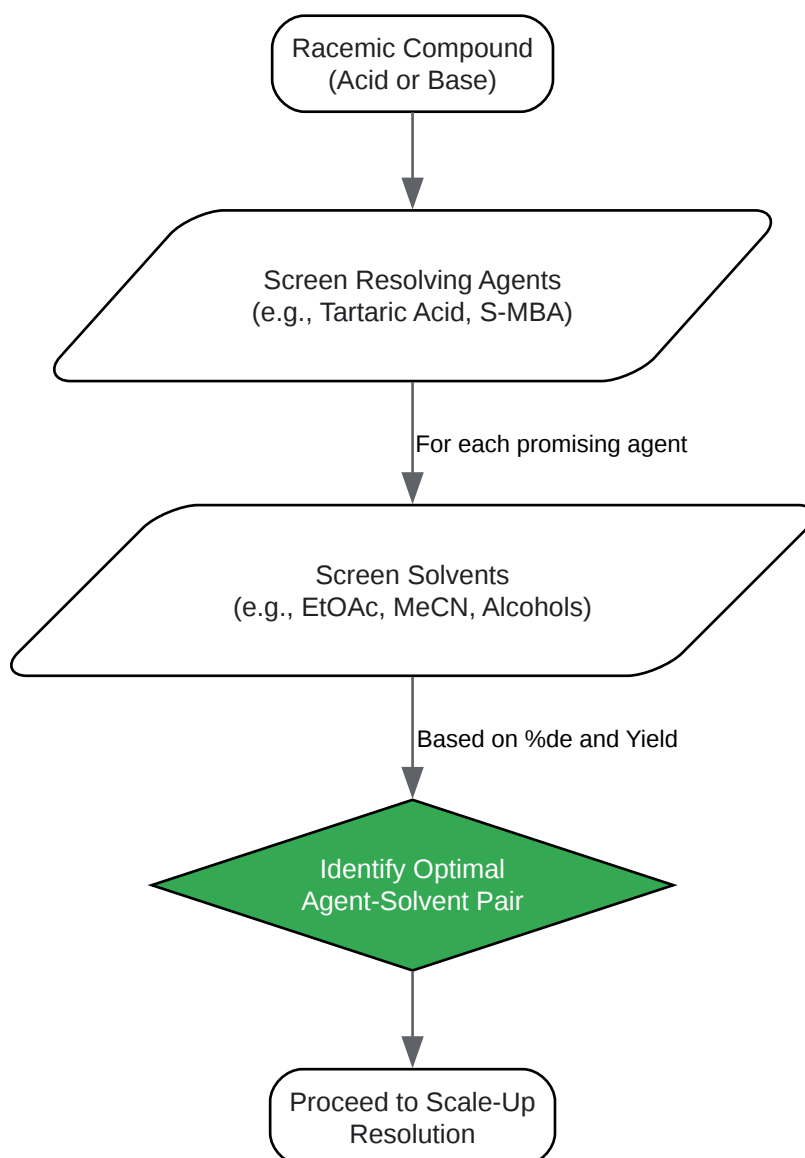 Racemic Compound
(Acid or Base)
Screen Resolving Agents
(e.g., Tartaric Acid, S-MBA)
For each promising agent
Screen Solvents
(e.g., EtOAc, MeCN, Alcohols)
Based on %de and Yield
Identify Optimal
Agent-Solvent Pair
Proceed to Scale-Up
Resolution